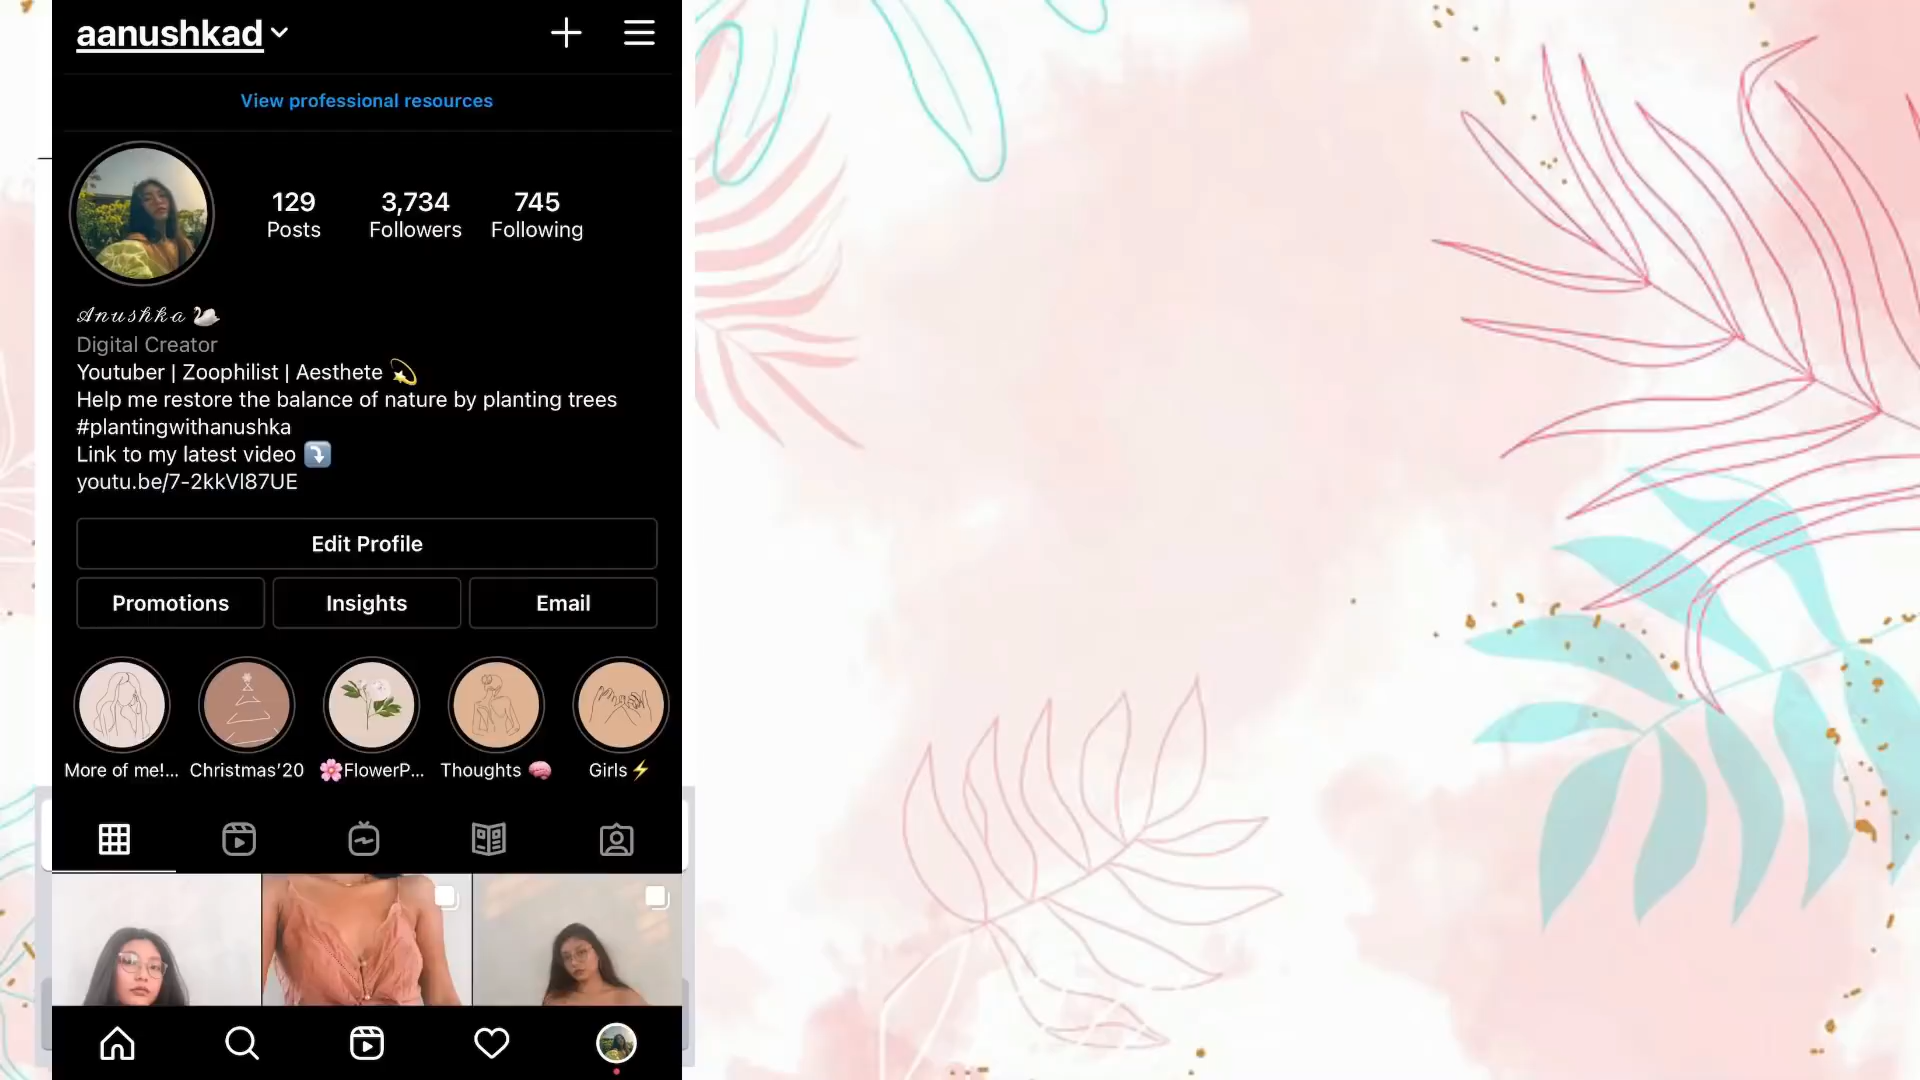 aanushkad
View professional resources
129 3,734 745
Posts Followers Following
𝒜𝓃𝓊𝓈𝒽𝓀𝒶 🦢
Digital Creator
Youtuber | Zoophilist | Aesthete 💫
Help me restore the balance of nature by planting trees
#plantingwithanushka
Link to my latest video ⤵️
youtu.be/7-2kkVl87UE
Edit Profile
Promotions Insights Email
More of me!... Christmas'20 🌸FlowerP... Thoughts 🧠 Girls⚡